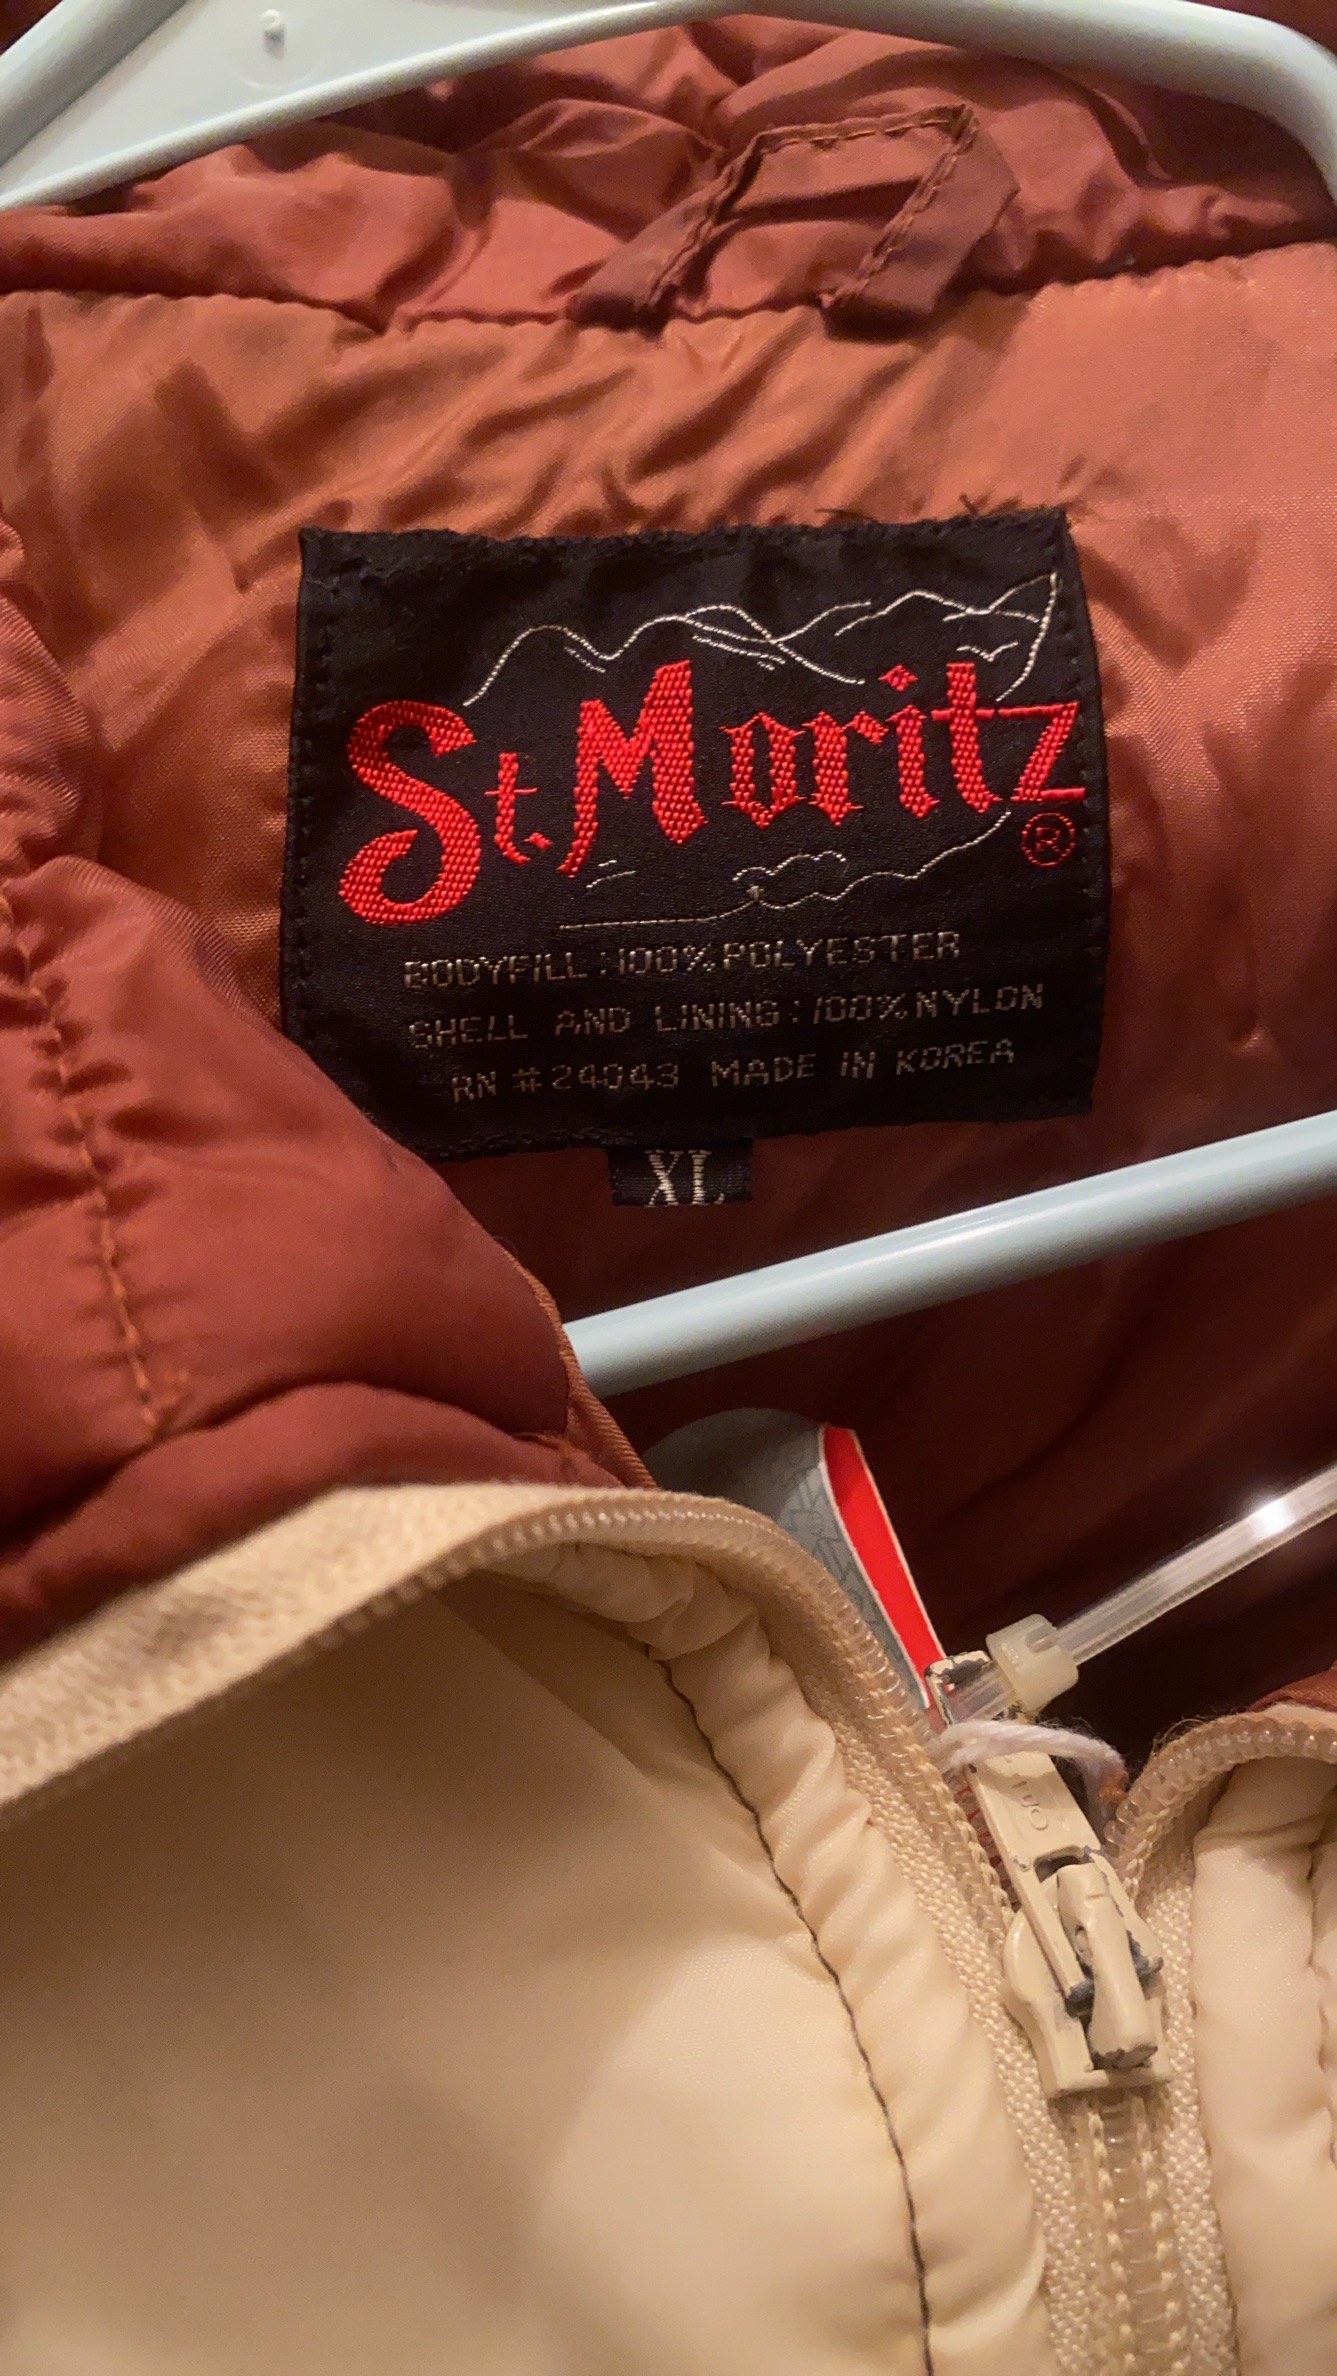 St. Moritz
®
BODYFILL:100%POLYESTER
SHELL AND LINING:100%NYLON
RN #24043 MADE IN KOREA
XL